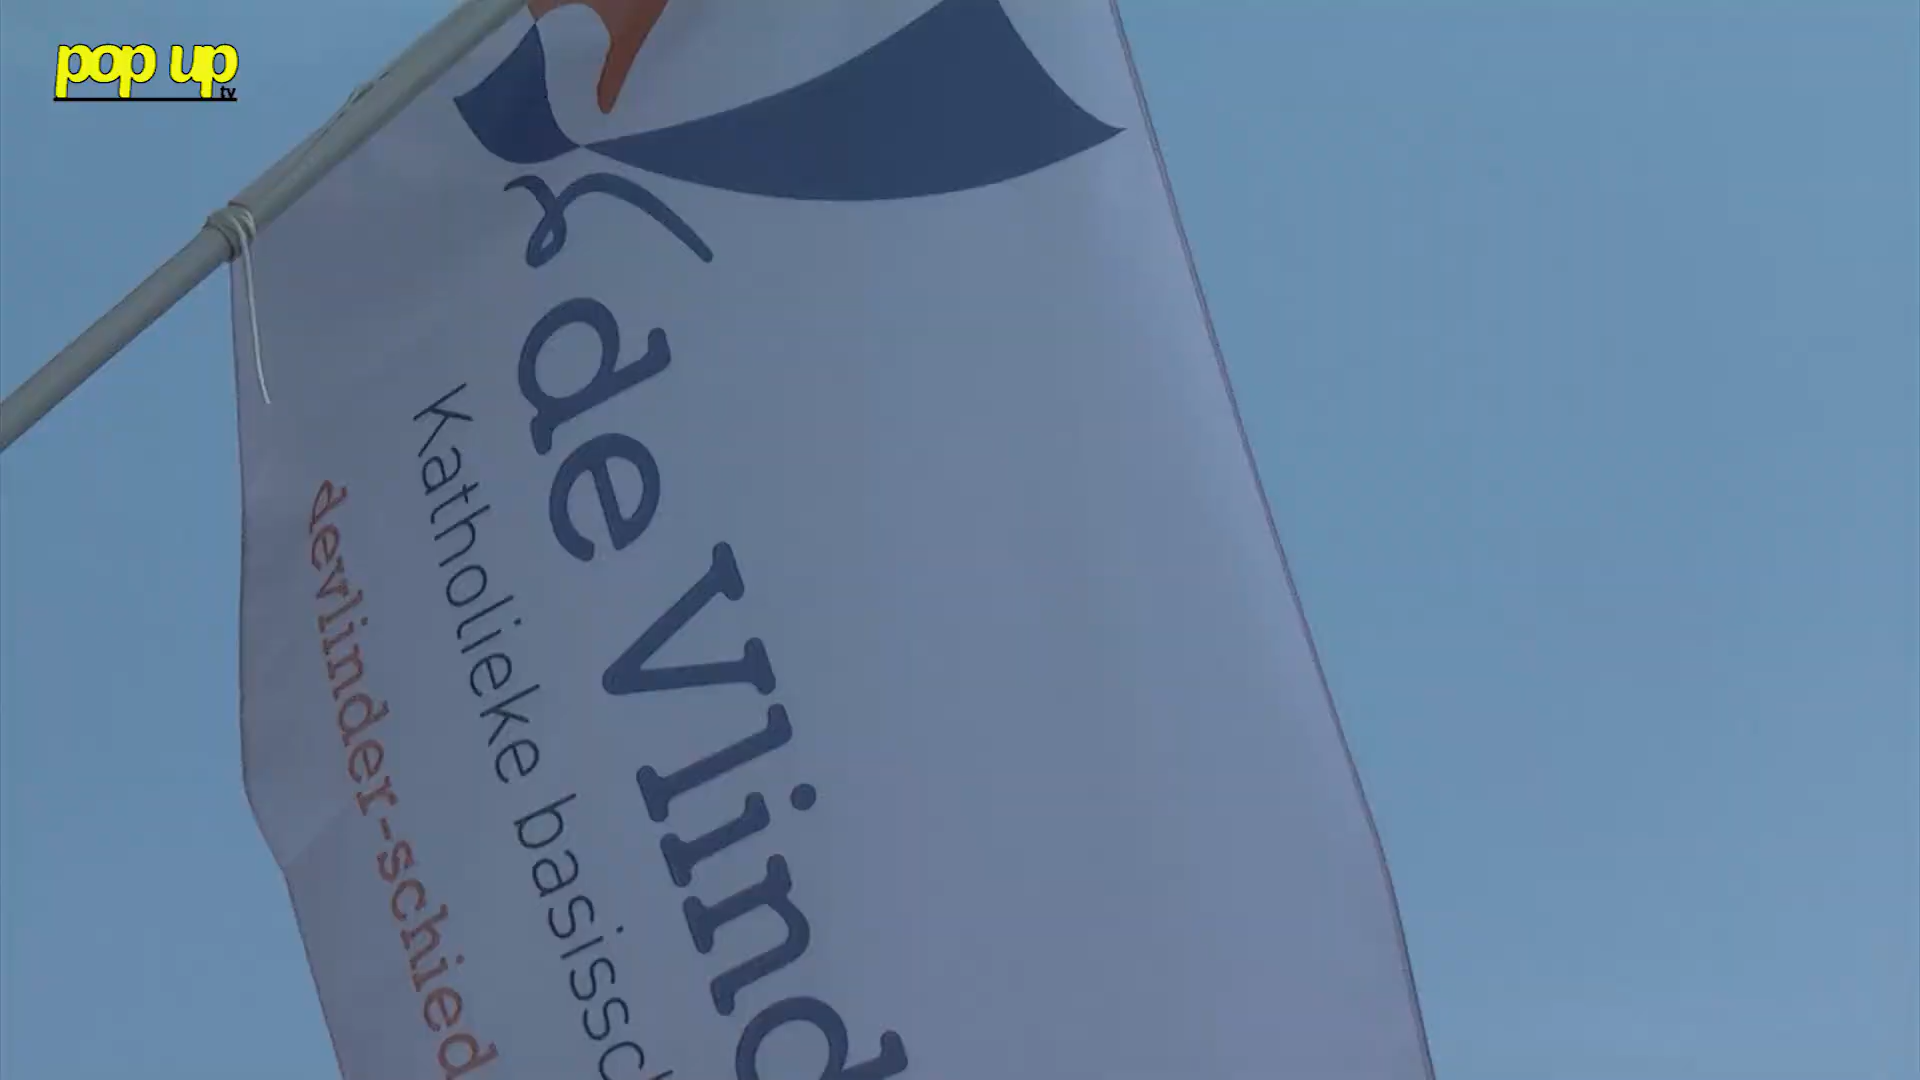 pop up
tv
de Vlind
Katholieke basissch
devlinder-schied